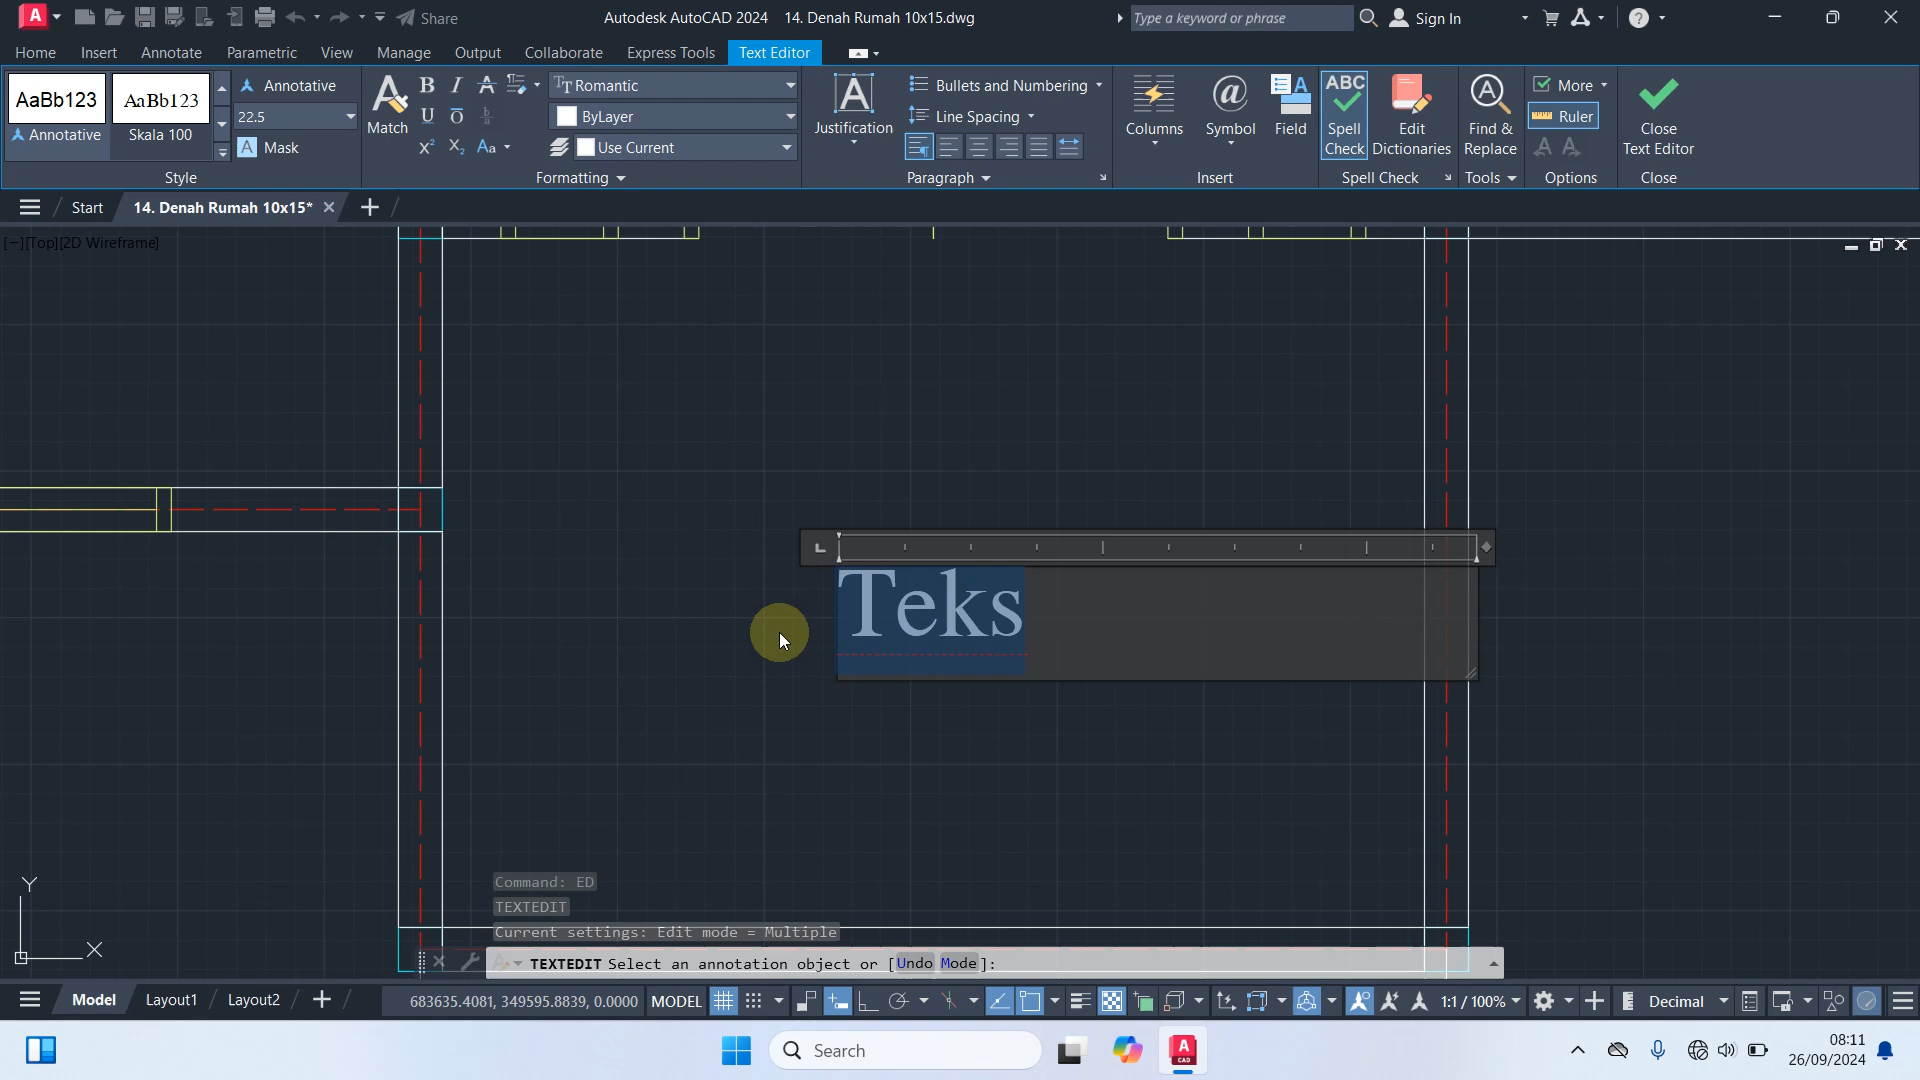 Share
Autodesk AutoCAD 2024   14. Denah Rumah 10x15.dwg
Type a keyword or phrase
Sign In
Home Insert Annotate Parametric View Manage Output Collaborate Express Tools Text Editor
AaBb123 AaBb123 Annotative Match B I A Romantic Bullets and Numbering ABC More
22.5 U O ByLayer Line Spacing Ruler
Annotative Skala 100 Mask X² X₂ Aa Use Current Justification Columns Symbol Field Spell Check Edit Dictionaries Find & Replace Close Text Editor
Style Formatting Paragraph Insert Spell Check Tools Options Close
Start 14. Denah Rumah 10x15*
[−][Top][2D Wireframe]
Teks
Y
X
Command: ED
TEXTEDIT
Current settings: Edit mode = Multiple
TEXTEDIT Select an annotation object or [Undo Mode]:
Model Layout1 Layout2 683635.4081, 349595.8839, 0.0000 MODEL 1:1 / 100% Decimal
Search
08:11
26/09/2024